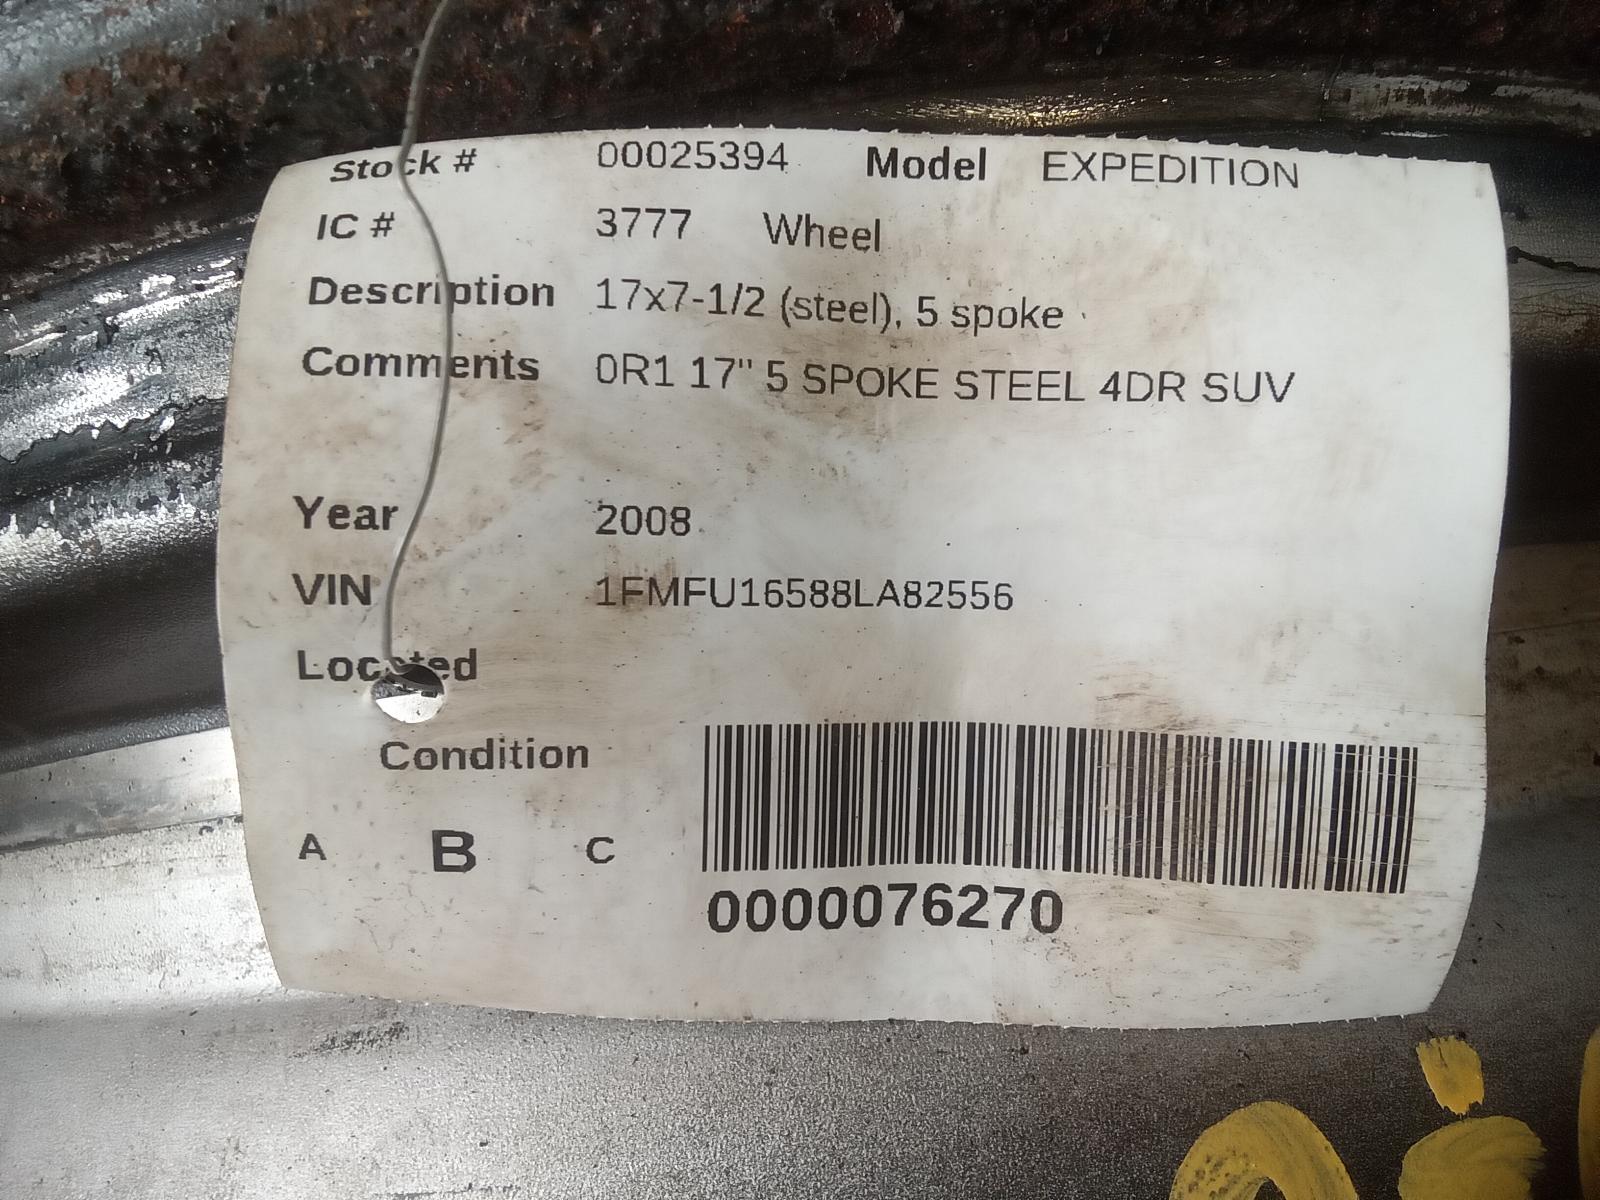 Stock # 00025394 Model EXPEDITION
IC # 3777 Wheel
Description 17x7-1/2 (steel), 5 spoke
Comments 0R1 17" 5 SPOKE STEEL 4DR SUV
Year 2008
VIN 1FMFU16588LA82556
Located
Condition
A B C
0000076270